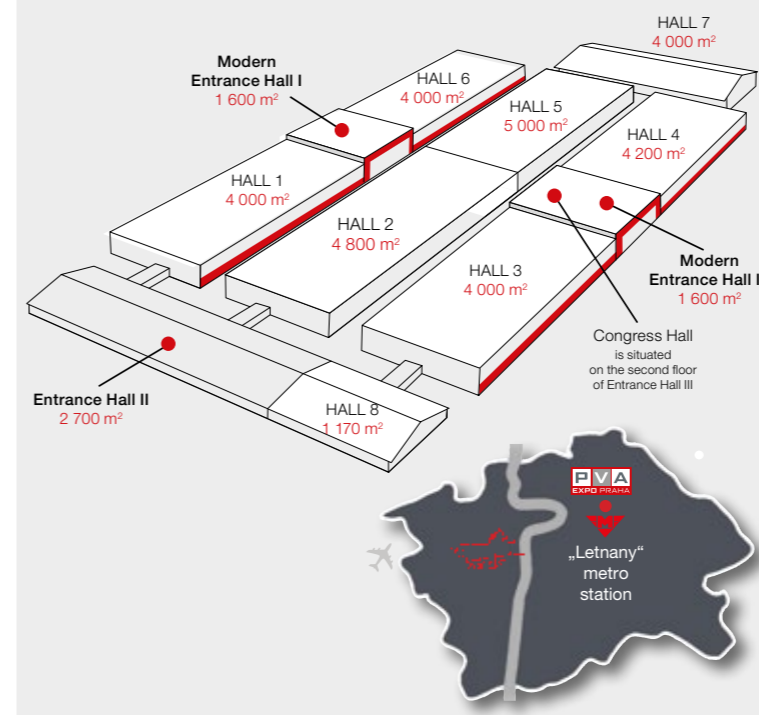 HALL 7
4 000 m²
Modern
Entrance Hall I
1 600 m²
HALL 6
4 000 m²
HALL 5
5 000 m²
HALL 4
4 200 m²
HALL 1
4 000 m²
HALL 2
4 800 m²
HALL 3
4 000 m²
Modern
Entrance Hall I
1 600 m²
Congress Hall
is situated
on the second floor
of Entrance Hall III
Entrance Hall II
2 700 m²
HALL 8
1 170 m²
PVA
EXPO PRAHA
„Letnany“
metro
station